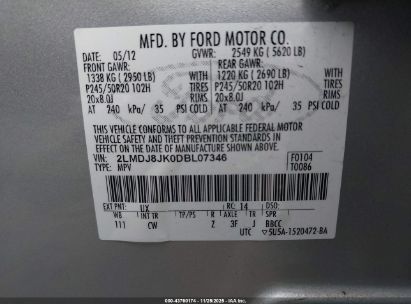 MFD. BY FORD MOTOR CO.
DATE: 05/12 GVWR: 2549 KG (5620 LB)
FRONT GAWR: REAR GAWR:
1338 KG (2950 LB) WITH 1220 KG (2690 LB) WITH
P245/50R20 102H TIRES P245/50R20 102H TIRES
20x8.0J RIMS 20x8.0J RIMS
AT 240 kPa/ 35 PSI COLD AT 240 kPa/ 35 PSI COLD
THIS VEHICLE CONFORMS TO ALL APPLICABLE FEDERAL MOTOR
VEHICLE SAFETY AND THEFT PREVENTION STANDARDS IN
EFFECT ON THE DATE OF MANUFACTURE SHOWN ABOVE.
VIN: 2LMDJ8JK0DBL07346 F0104
TYPE: MPV T0086
EXT PNT: UX RC: 14 DSO:
WB INT TR TP/PS R AXLE TR SPR
111 CW Z 3F J BBCC
UTC ▽5U5A-1520472-BA